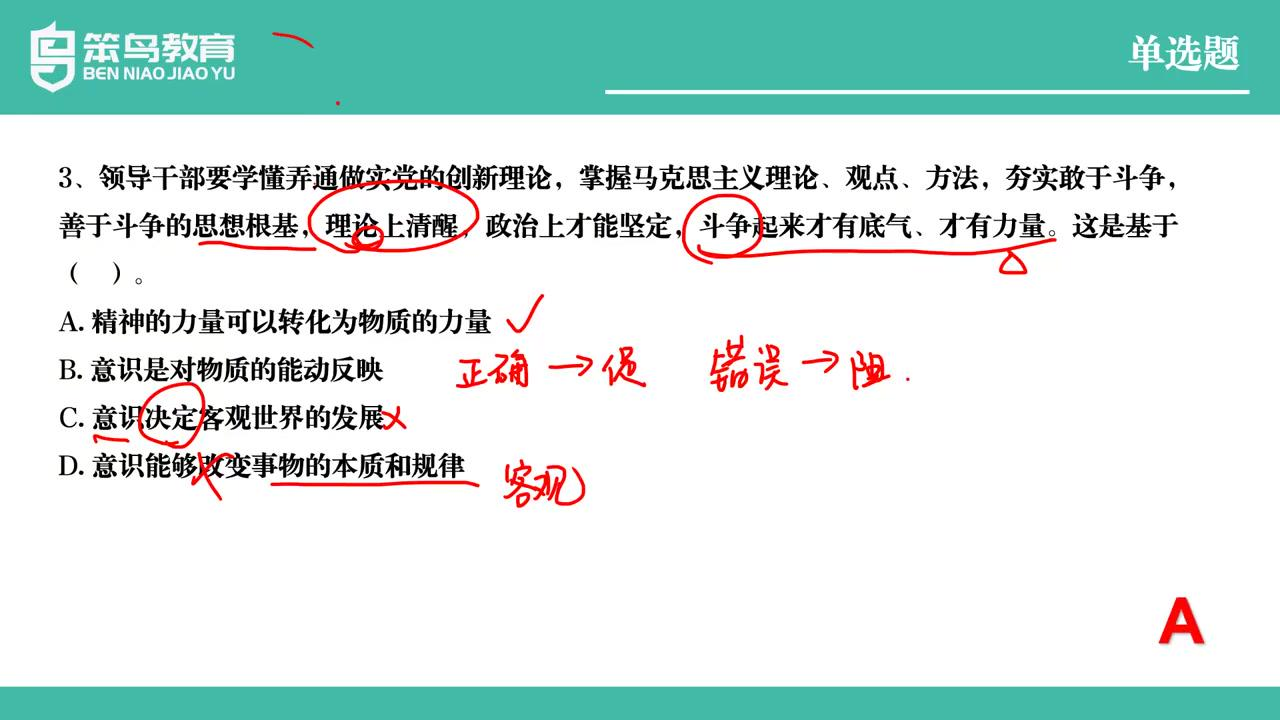 笨鸟教育
BEN NIAO JIAO YU
单选题
3、领导干部要学懂弄通做实党的创新理论，掌握马克思主义理论、观点、方法，夯实敢于斗争，
善于斗争的思想根基，理论上清醒，政治上才能坚定，斗争起来才有底气、才有力量。这是基于
（ ）。
A. 精神的力量可以转化为物质的力量
B. 意识是对物质的能动反映
正确→促 错误→阻.
C. 意识决定客观世界的发展
D. 意识能够改变事物的本质和规律
客观
A